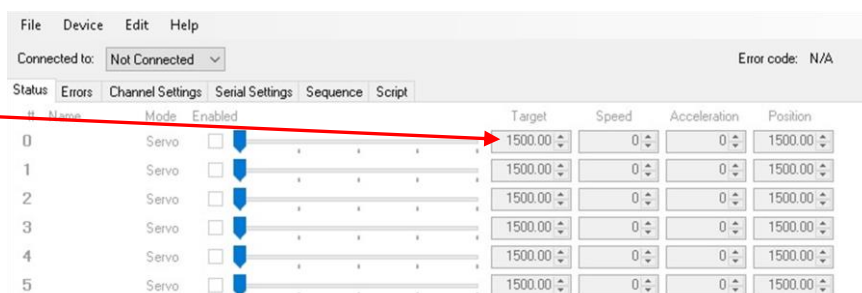 File Device Edit Help
Connected to: Not Connected Error code: N/A
Status Errors Channel Settings Serial Settings Sequence Script
# Name Mode Enabled Target Speed Acceleration Position
0 Servo 1500.00 0 0 1500.00
1 Servo 1500.00 0 0 1500.00
2 Servo 1500.00 0 0 1500.00
3 Servo 1500.00 0 0 1500.00
4 Servo 1500.00 0 0 1500.00
5 Servo 1500.00 0 0 1500.00